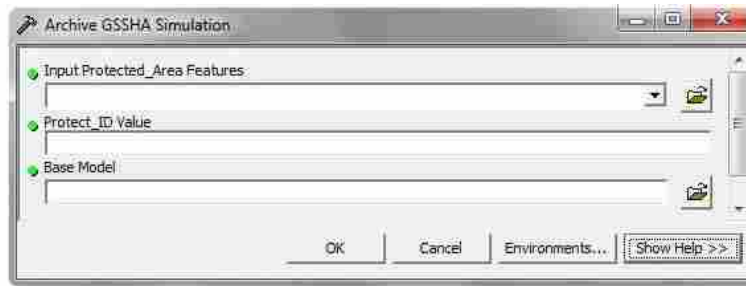 Archive GSSHA Simulation
Input Protected_Area Features
Protect_ID Value
Base Model
OK Cancel Environments... Show Help >>